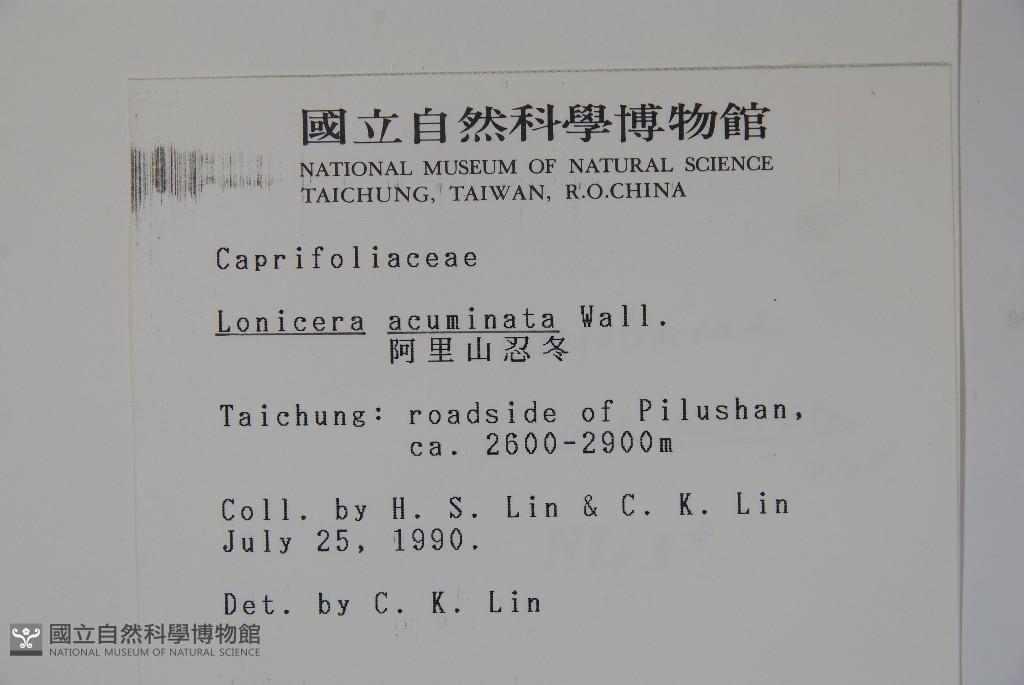 國立自然科學博物館
NATIONAL MUSEUM OF NATURAL SCIENCE
TAICHUNG, TAIWAN, R.O.CHINA
Caprifoliaceae
Lonicera acuminata Wall.
阿里山忍冬
Taichung: roadside of Pilushan,
ca. 2600-2900m
Coll. by H. S. Lin & C. K. Lin
July 25, 1990.
Det. by C. K. Lin
國立自然科學博物館
NATIONAL MUSEUM OF NATURAL SCIENCE